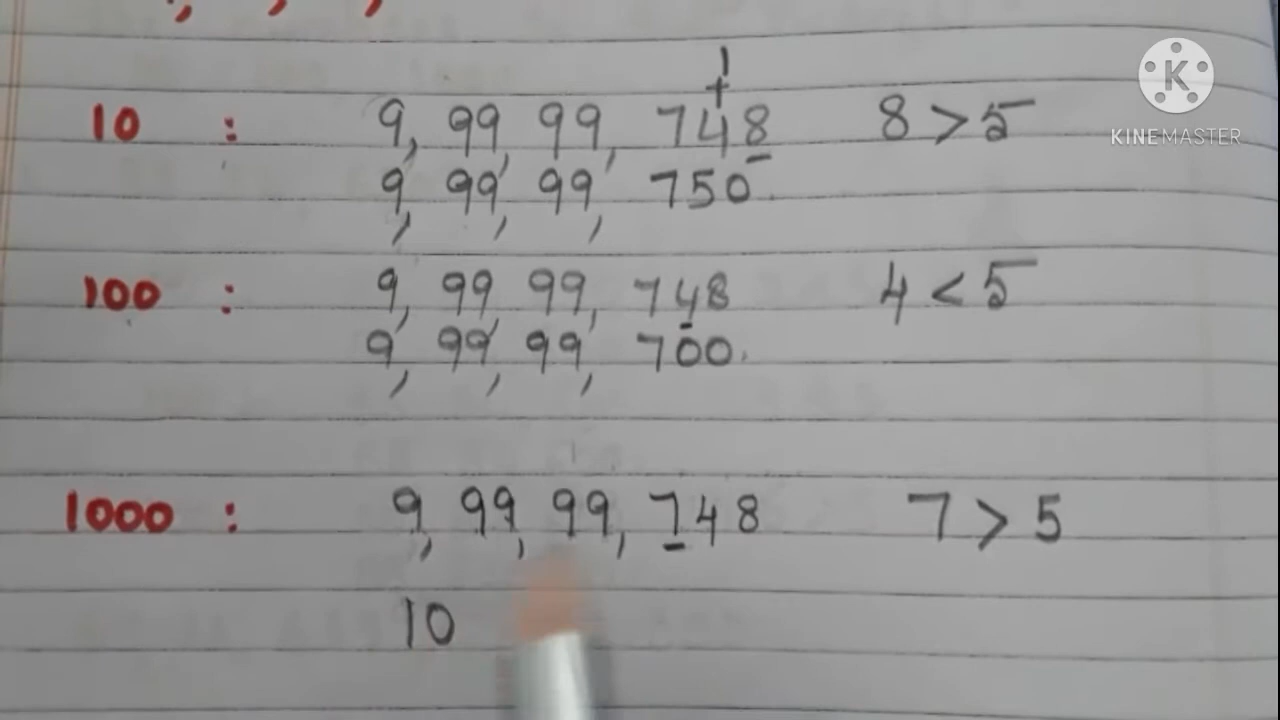 1
+
10 : 9, 99, 99, 748 8 > 5
9, 99, 99, 750
100 : 9, 99, 99, 748 4 < 5
9, 99, 99, 700.
1000 : 9, 99, 99, 748 7 > 5
10
K
KINEMASTER